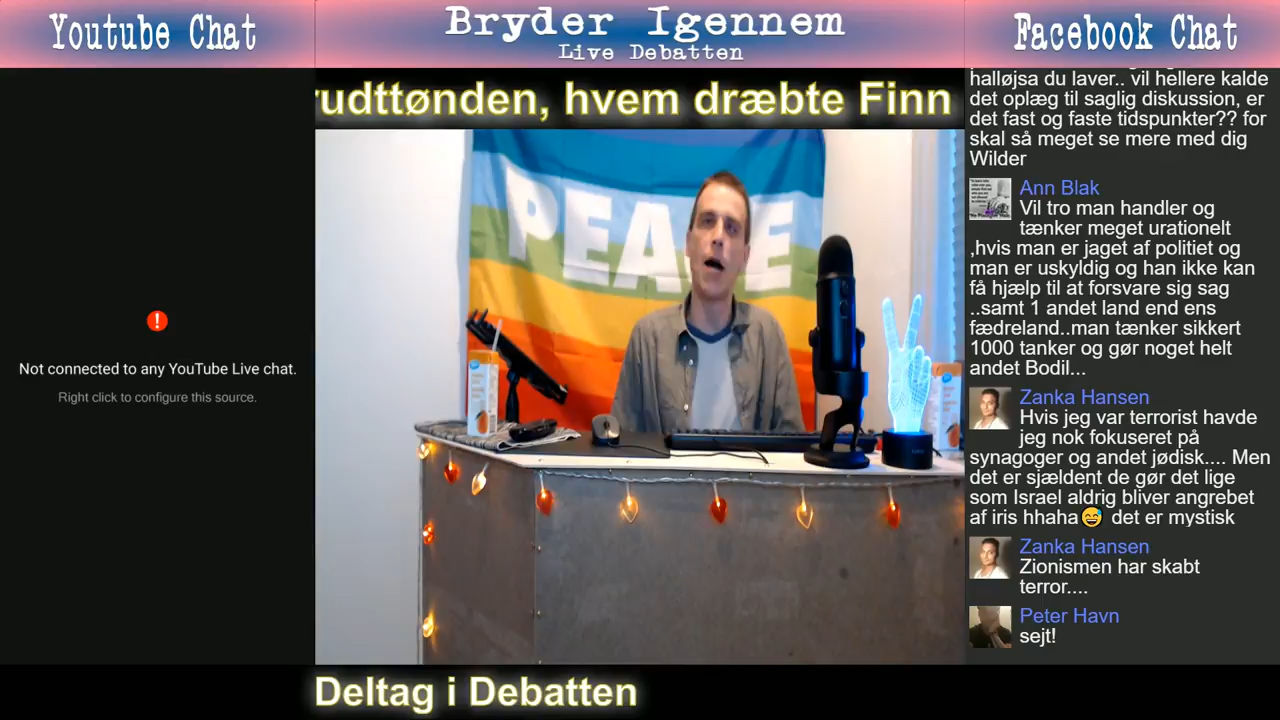 Youtube Chat
Bryder Igennem
Live Debatten
Facebook Chat
rudttønden, hvem dræbte Finn
PEACE
Not connected to any YouTube Live chat.
Right click to configure this source.
halløjsa du laver.. vil hellere kalde
det oplæg til saglig diskussion, er
det fast og faste tidspunkter?? for
skal så meget se mere med dig
Wilder
Ann Blak
Vil tro man handler og
tænker meget urationelt
,hvis man er jaget af politiet og
man er uskyldig og han ikke kan
få hjælp til at forsvare sig sag
..samt 1 andet land end ens
fædreland..man tænker sikkert
1000 tanker og gør noget helt
andet Bodil...
Zanka Hansen
Hvis jeg var terrorist havde
jeg nok fokuseret på
synagoger og andet jødisk.... Men
det er sjældent de gør det lige
som Israel aldrig bliver angrebet
af iris hhaha😅 det er mystisk
Zanka Hansen
Zionismen har skabt
terror....
Peter Havn
sejt!
Deltag i Debatten